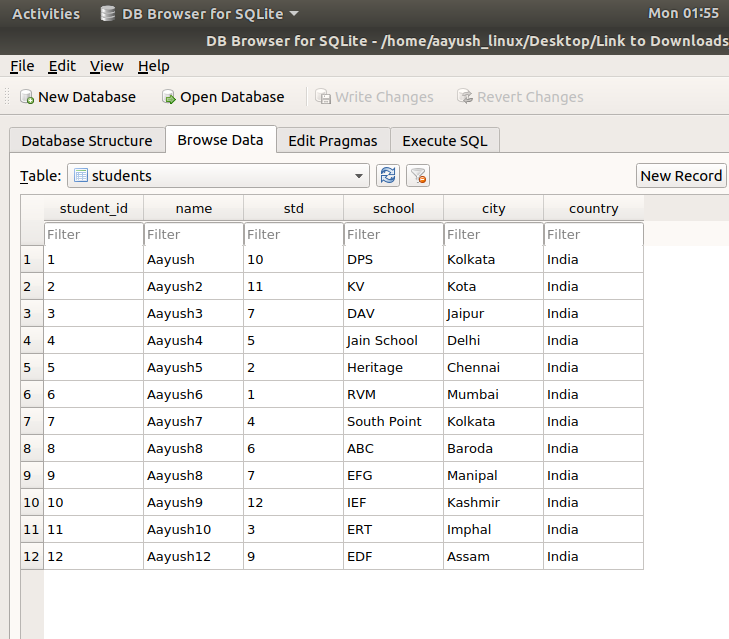 Activities DB Browser for SQLite Mon 01:55
DB Browser for SQLite - /home/aayush_linux/Desktop/Link to Downloads
File Edit View Help
New Database Open Database Write Changes Revert Changes
Database Structure Browse Data Edit Pragmas Execute SQL
Table: students New Record
student_id name std school city country
Filter Filter Filter Filter Filter Filter
1 1 Aayush 10 DPS Kolkata India
2 2 Aayush2 11 KV Kota India
3 3 Aayush3 7 DAV Jaipur India
4 4 Aayush4 5 Jain School Delhi India
5 5 Aayush5 2 Heritage Chennai India
6 6 Aayush6 1 RVM Mumbai India
7 7 Aayush7 4 South Point Kolkata India
8 8 Aayush8 6 ABC Baroda India
9 9 Aayush8 7 EFG Manipal India
10 10 Aayush9 12 IEF Kashmir India
11 11 Aayush10 3 ERT Imphal India
12 12 Aayush12 9 EDF Assam India